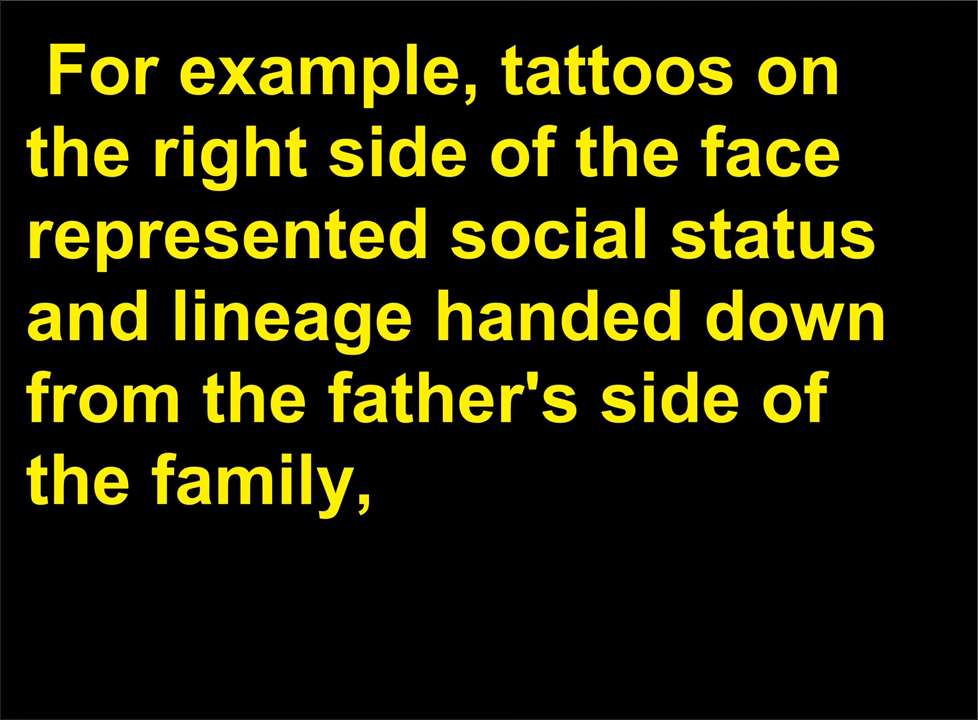 For example, tattoos on
the right side of the face
represented social status
and lineage handed down
from the father's side of
the family,